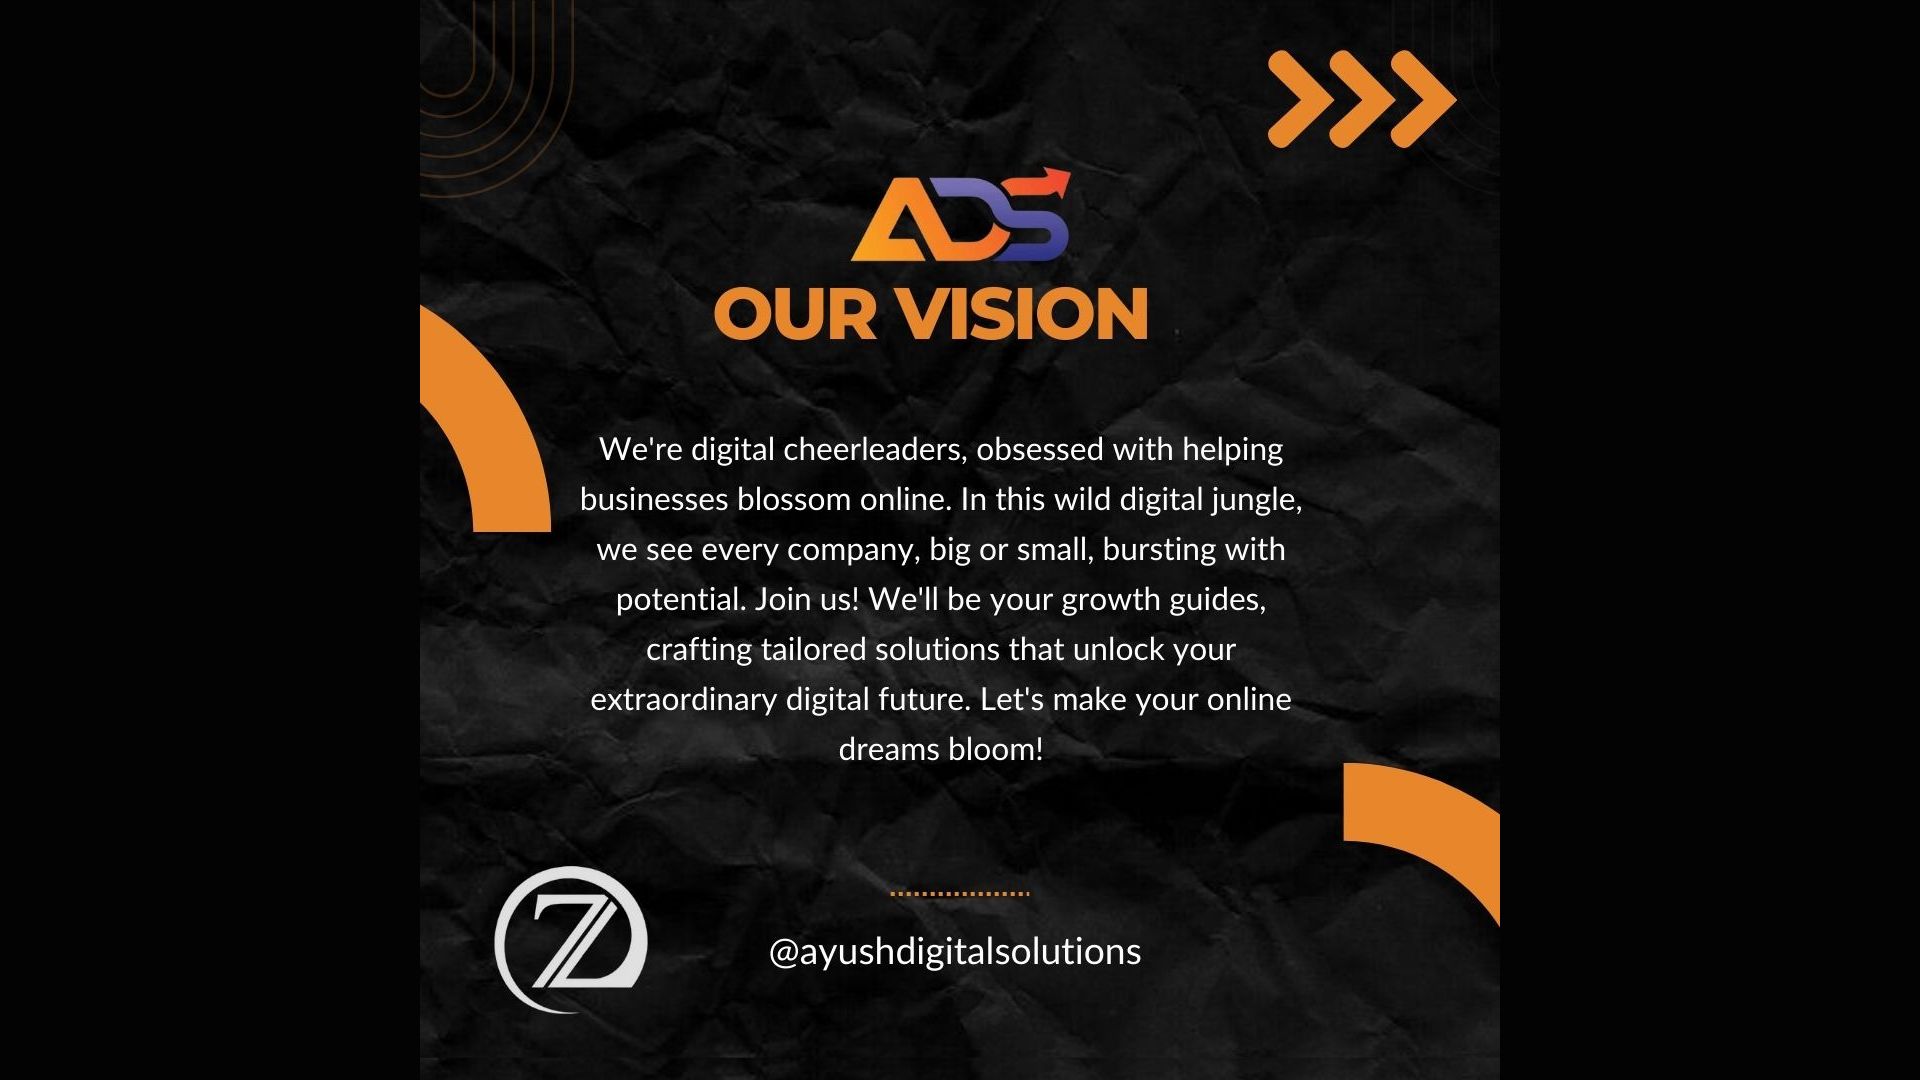 ADS
OUR VISION
We're digital cheerleaders, obsessed with helping
businesses blossom online. In this wild digital jungle,
we see every company, big or small, bursting with
potential. Join us! We'll be your growth guides,
crafting tailored solutions that unlock your
extraordinary digital future. Let's make your online
dreams bloom!
Z
@ayushdigitalsolutions